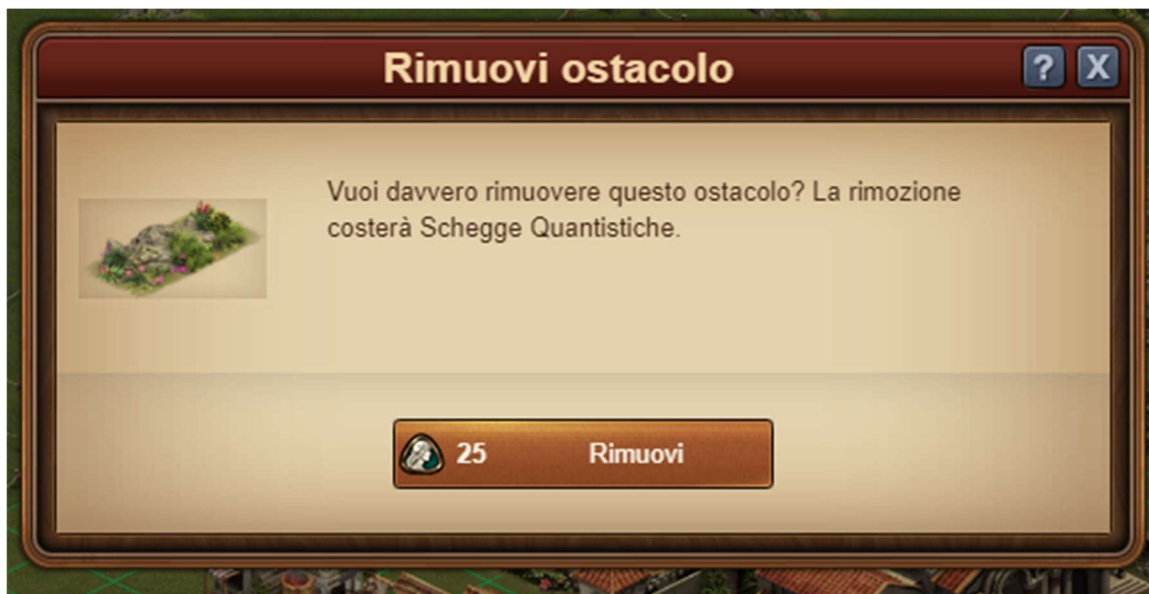 Rimuovi ostacolo
? X
Vuoi davvero rimuovere questo ostacolo? La rimozione
costerà Schegge Quantistiche.
25 Rimuovi